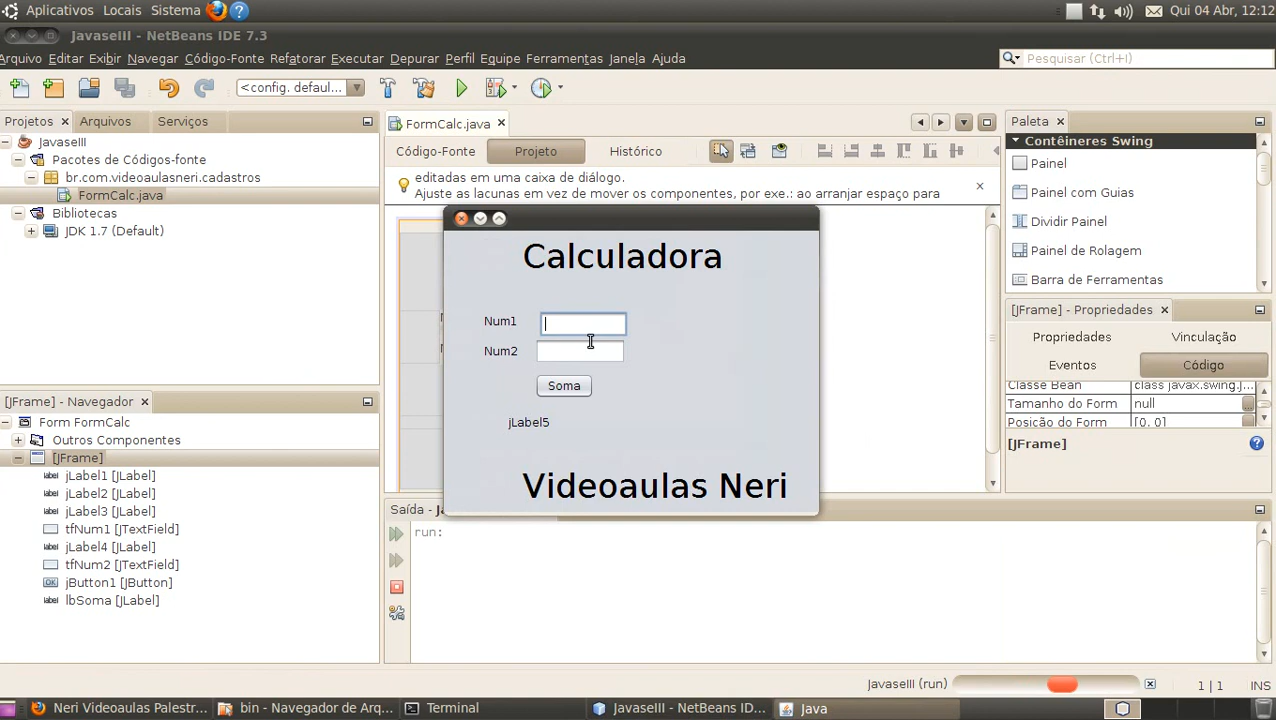 Aplicativos Locais Sistema Qui 04 Abr, 12:12
JavaseIII - NetBeans IDE 7.3
Arquivo Editar Exibir Navegar Código-Fonte Refatorar Executar Depurar Perfil Equipe Ferramentas Janela Ajuda Pesquisar (Ctrl+I)
<config. defaul...
Projetos Arquivos Serviços
JavaseIII
Pacotes de Códigos-fonte
br.com.videoaulasneri.cadastros
FormCalc.java
Bibliotecas
JDK 1.7 (Default)
FormCalc.java
Código-Fonte Projeto Histórico
editadas em uma caixa de diálogo.
Ajuste as lacunas em vez de mover os componentes, por exe.: ao arranjar espaço para
Calculadora
Num1
Num2
Soma
jLabel5
Videoaulas Neri
Paleta
Contêineres Swing
Painel
Painel com Guias
Dividir Painel
Painel de Rolagem
Barra de Ferramentas
[JFrame] - Propriedades
Propriedades Vinculação
Eventos Código
Classe Bean class javax.swing.j...
Tamanho do Form null ...
Posição do Form [0, 0]
[JFrame]
[JFrame] - Navegador
Form FormCalc
Outros Componentes
[JFrame]
jLabel1 [JLabel]
jLabel2 [JLabel]
jLabel3 [JLabel]
tfNum1 [JTextField]
jLabel4 [JLabel]
tfNum2 [JTextField]
OK jButton1 [JButton]
lbSoma [JLabel]
Saída -
run:
JavaseIII (run) 1 | 1 INS
Neri Videoaulas Palestr... bin - Navegador de Arq... Terminal JavaseIII - NetBeans ID... Java